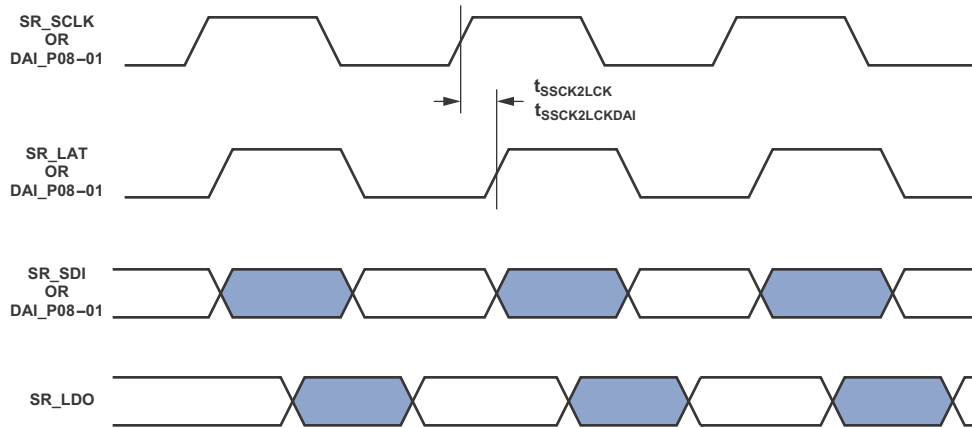 SR_SCLK
OR
DAI_P08–01
tSSCK2LCK
tSSCK2LCKDAI
SR_LAT
OR
DAI_P08–01
SR_SDI
OR
DAI_P08–01
SR_LDO